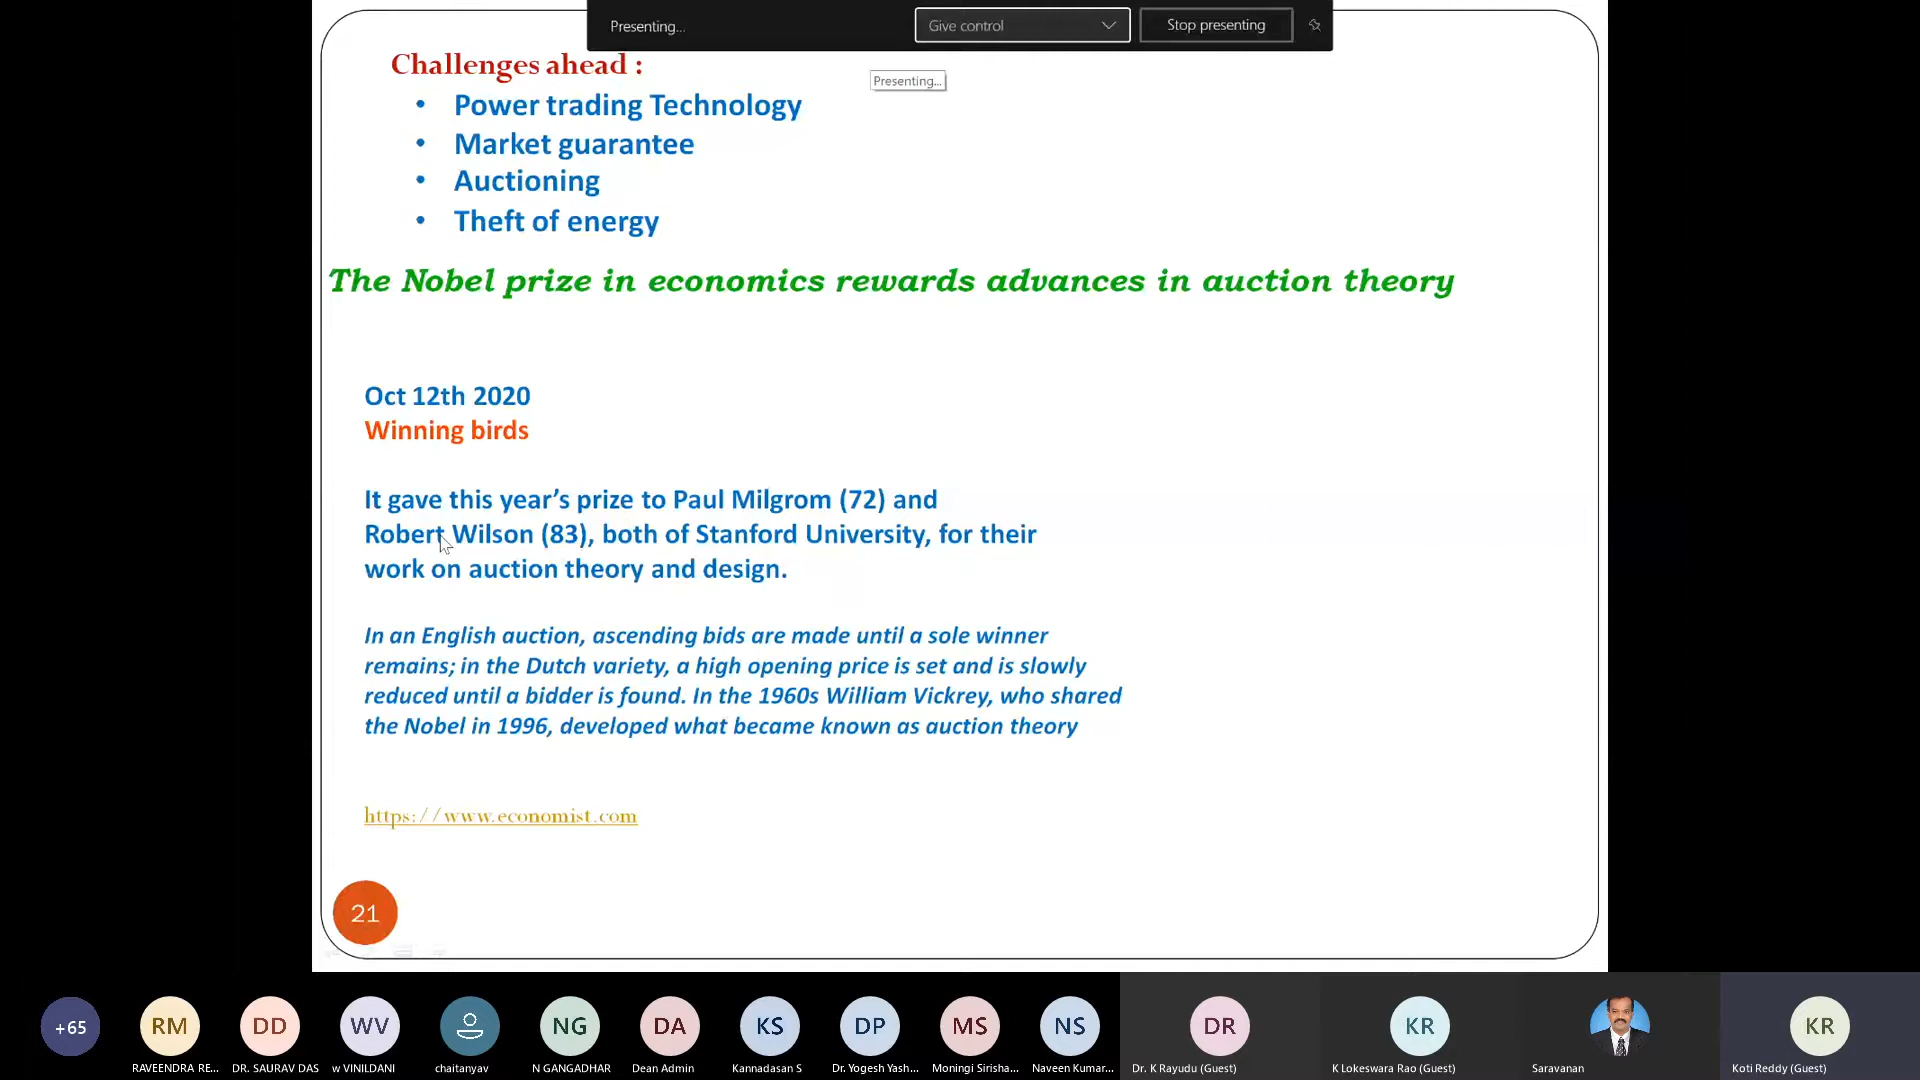 Presenting...
Give control
Stop presenting
Challenges ahead :
Presenting...
• Power trading Technology
• Market guarantee
• Auctioning
• Theft of energy
The Nobel prize in economics rewards advances in auction theory
Oct 12th 2020
Winning birds
It gave this year’s prize to Paul Milgrom (72) and
Robert Wilson (83), both of Stanford University, for their
work on auction theory and design.
In an English auction, ascending bids are made until a sole winner
remains; in the Dutch variety, a high opening price is set and is slowly
reduced until a bidder is found. In the 1960s William Vickrey, who shared
the Nobel in 1996, developed what became known as auction theory
https://www.economist.com
21
+65
RM
DD
WV
NG
DA
KS
DP
MS
NS
DR
KR
KR
RAVEENDRA RE...
DR. SAURAV DAS
w VINILDANI
chaitanyav
N GANGADHAR
Dean Admin
Kannadasan S
Dr. Yogesh Yash...
Moningi Sirisha...
Naveen Kumar...
Dr. K Rayudu (Guest)
K Lokeswara Rao (Guest)
Saravanan
Koti Reddy (Guest)